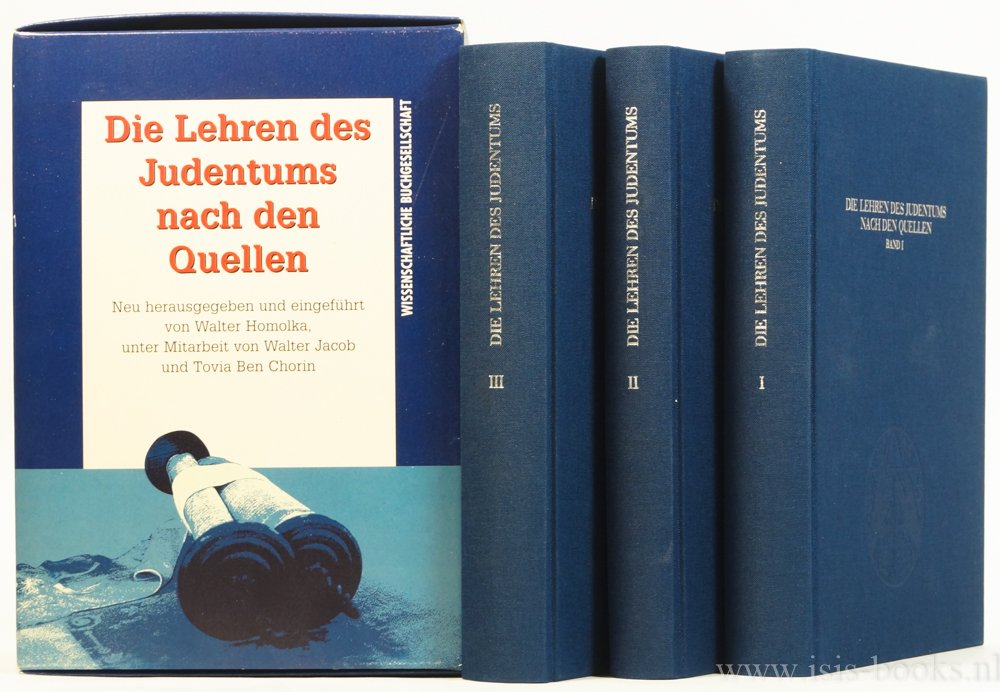 Die Lehren des
Judentums
nach den
Quellen
Neu herausgegeben und eingeführt
von Walter Homolka,
unter Mitarbeit von Walter Jacob
und Tovia Ben Chorin
WISSENSCHAFTLICHE BUCHGESELLSCHAFT
DIE LEHREN DES JUDENTUMS
III
DIE LEHREN DES JUDENTUMS
II
DIE LEHREN DES JUDENTUMS
I
DIE LEHREN DES JUDENTUMS
NACH DEN QUELLEN
BAND I
www.isis-books.nl